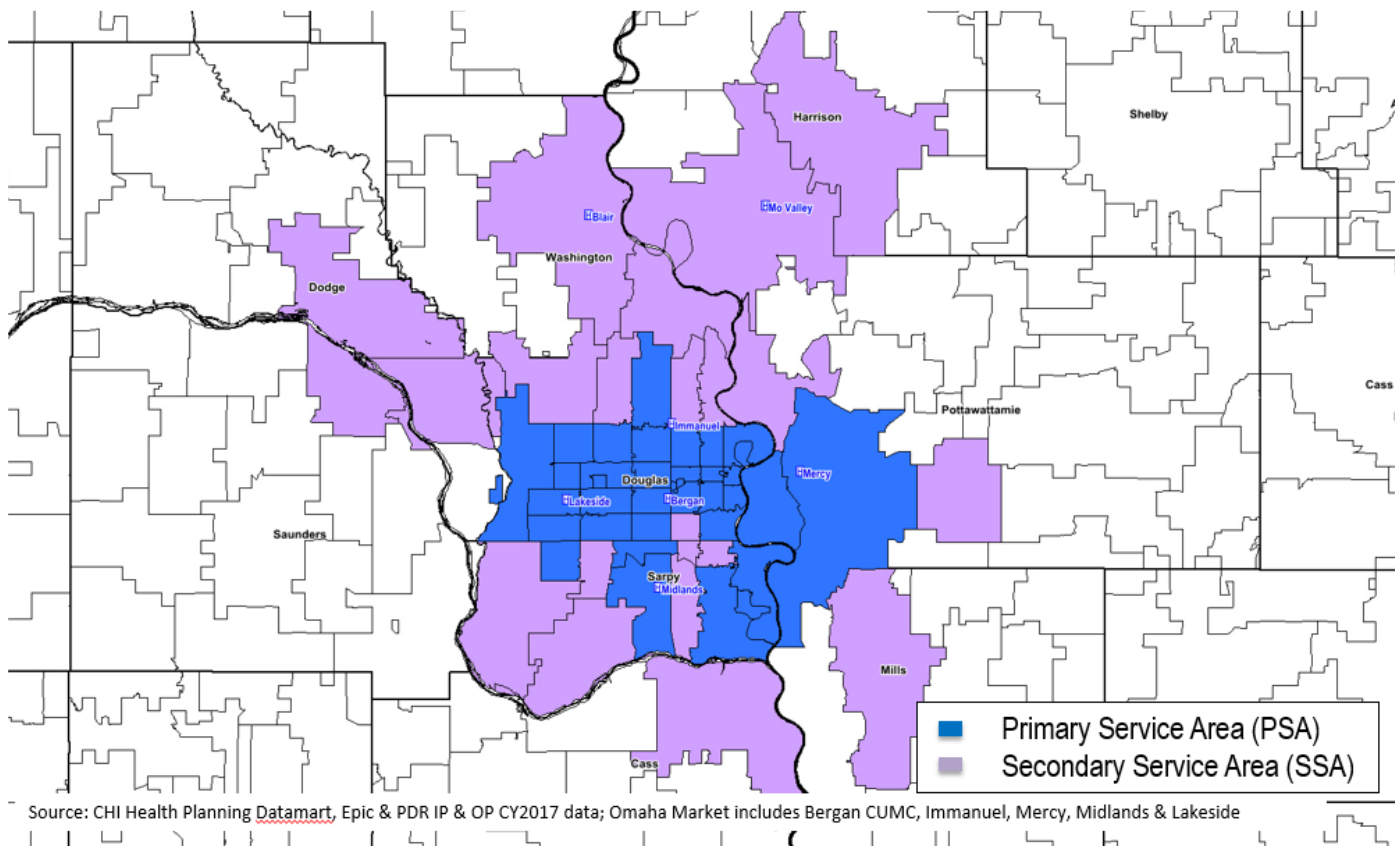 Harrison
Shelby
A
Mo Valley
Blair
Washington
Dodge
Cass
Pottawattamie
Immanuel
Mercy
Douglas
Lakeside
Bergan
Saunders
Sarpy
Midlands
Mills
Cass
Primary Service Area (PSA)
Secondary Service Area (SSA)
Source: CHI Health Planning Datamart, Epic & PDR IP & OP CY2017 data; Omaha Market includes Bergan CUMC, Immanuel, Mercy, Midlands & Lakeside